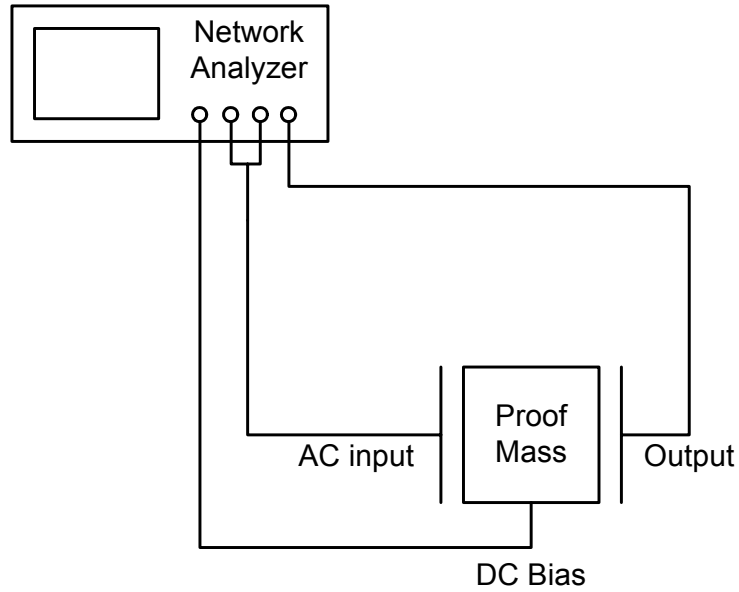 Network
Analyzer
Proof
Mass
AC input
Output
DC Bias